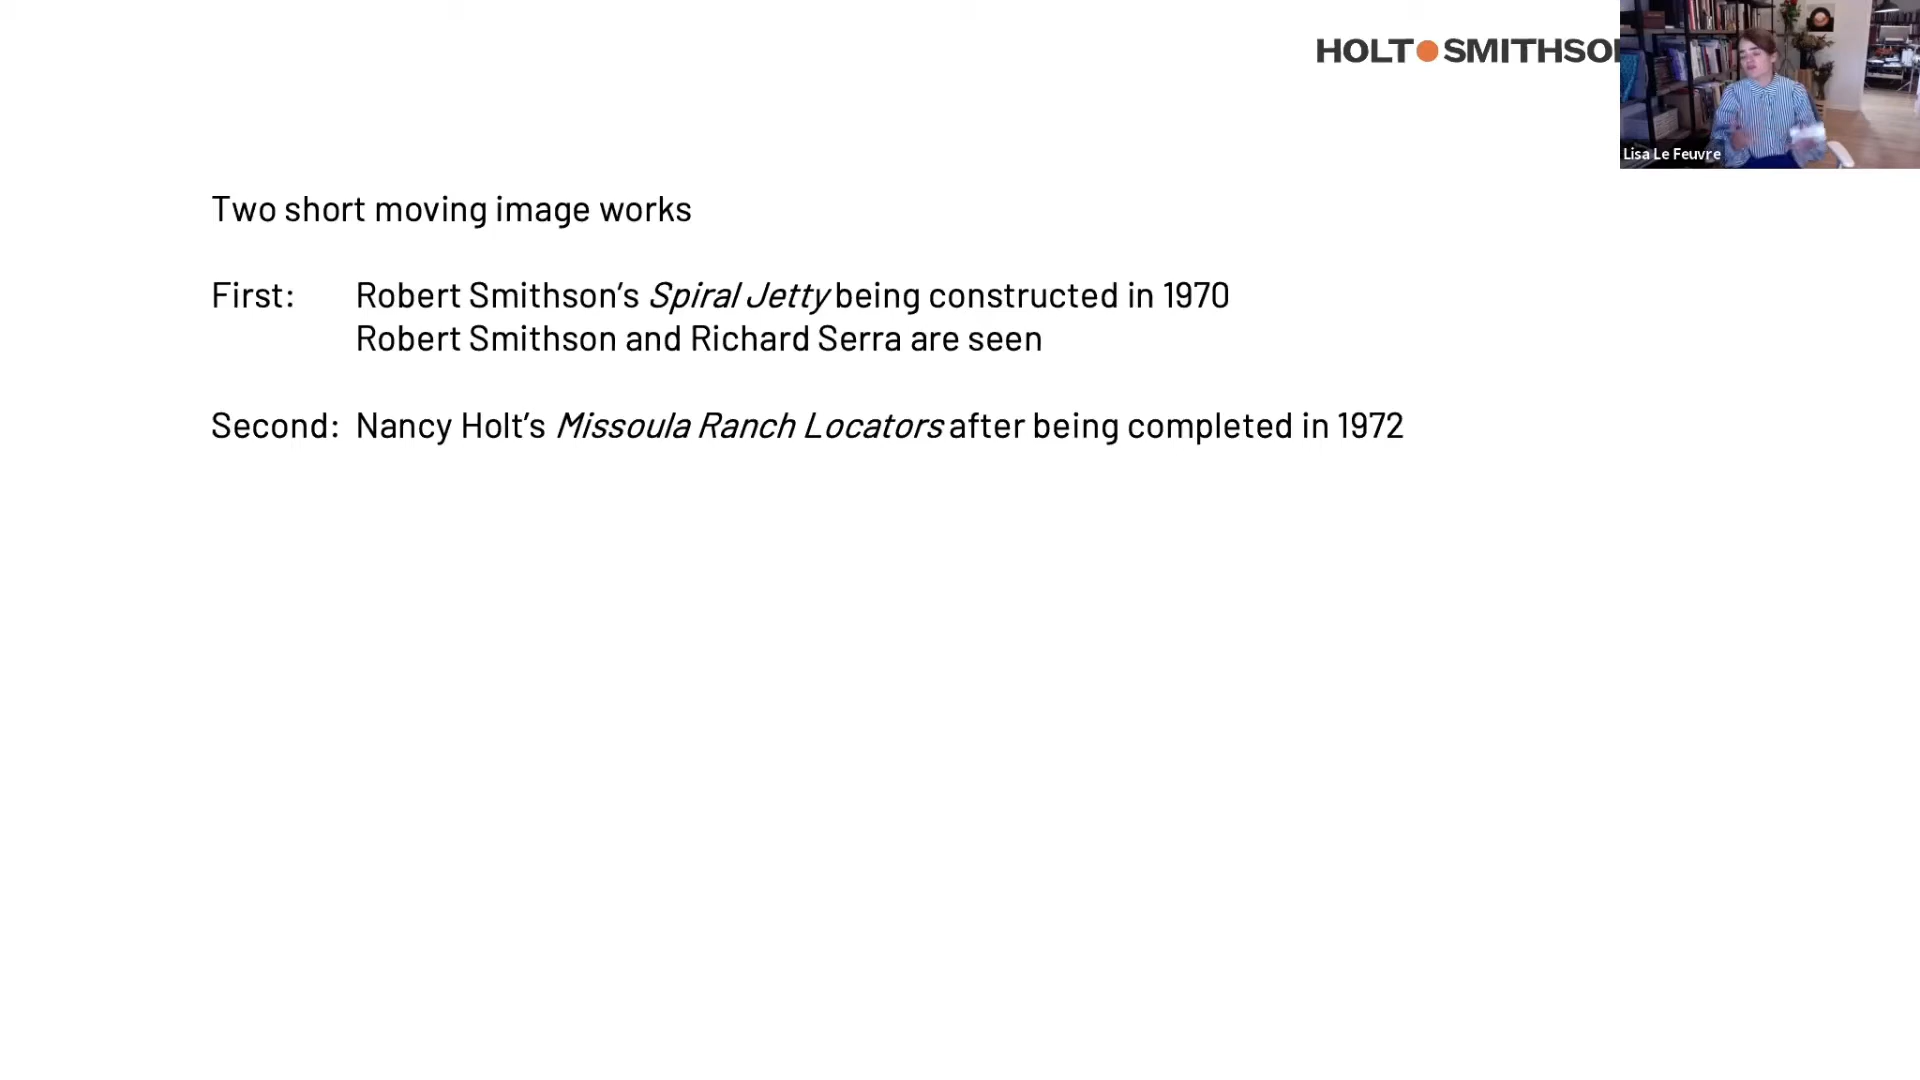 HOLT SMITHSO
Lisa Le Feuvre
Two short moving image works
First: Robert Smithson’s Spiral Jetty being constructed in 1970
Robert Smithson and Richard Serra are seen
Second: Nancy Holt’s Missoula Ranch Locators after being completed in 1972